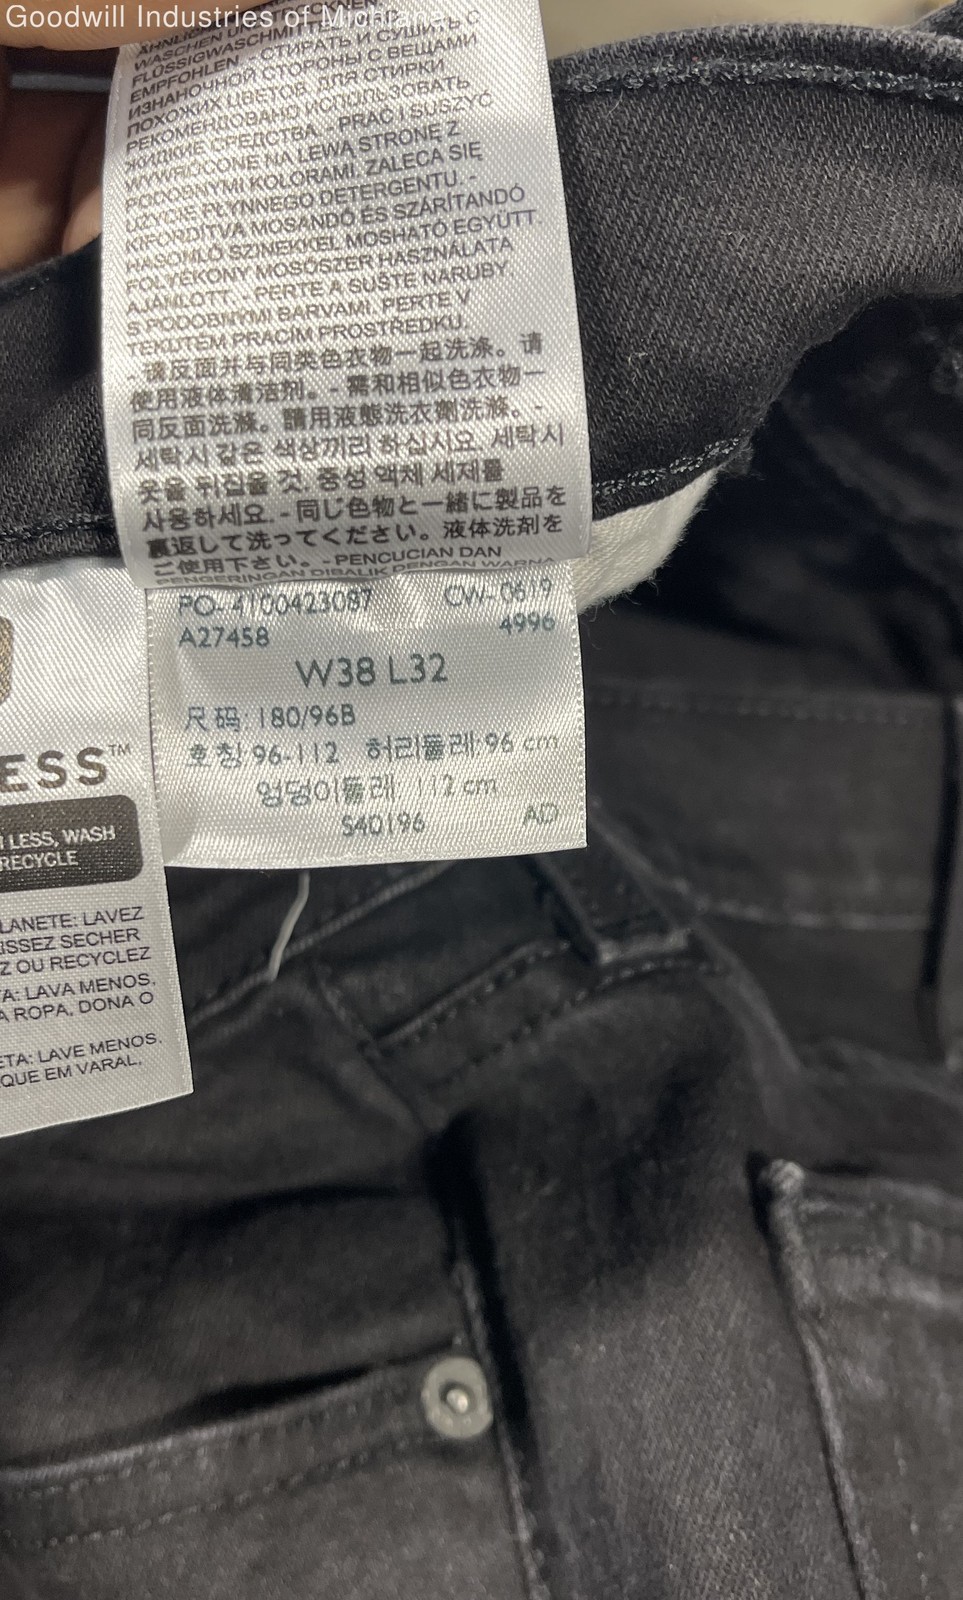 Goodwill Industries of Michiana,
WASCHEN
FLÜSSIGWASCHMITTEL
EMPFOHLEN. - СТИРАТЬ И СУШИТЬ С
ИЗНАНОЧНОЙ СТОРОНЫ С ВЕЩАМИ
ПОХОЖИХ ЦВЕТОВ. ДЛЯ СТИРКИ
РЕКОМЕНДОВАНО ИСПОЛЬЗОВАТЬ
ЖИДКИЕ СРЕДСТВА. - PRAĆ I SUSZYĆ
WYWRÓCONE NA LEWĄ STRONĘ Z
PODOBNYMI KOLORAMI. ZALECA SIĘ
UŻYCIE PŁYNNEGO DETERGENTU. -
KIFORDÍTVA MOSANDÓ ÉS SZÁRÍTANDÓ
HASONLÓ SZÍNEKKEL MOSHATÓ EGYÜTT
FOLYÉKONY MOSÓSZER HASZNÁLATA
AJÁNLOTT. - PERTE A SUŠTE NARUBY
S PODOBNÝMI BARVAMI. PERTE V
TEKUTÉM PRACÍM PROSTŘEDKU.
- 请反面并与同类色衣物一起洗涤。请
使用液体清洁剂。- 需和相似色衣物一
同反面洗滌。請用液態洗衣劑洗滌。-
세탁시 같은 색상끼리 하십시요. 세탁시
옷을 뒤집을 것. 중성 액체 세제를
사용하세요. - 同じ色物と一緒に製品を
裏返して洗ってください。液体洗剤を
ご使用下さい。- PENCUCIAN DAN
PENGERINGAN DIBALIK DENGAN WARNA
PO- 4100423087 CW- 0619
A27458 4996
W38 L32
尺码: 180/96B
호칭 96-112 허리둘레:96 cm
엉덩이둘레 112 cm
S40196 AD
ESS™
LESS, WASH
RECYCLE
LANETE: LAVEZ
ISSEZ SECHER
Z OU RECYCLEZ
TA: LAVA MENOS,
A ROPA, DONA O
ETA: LAVE MENOS.
QUE EM VARAL.